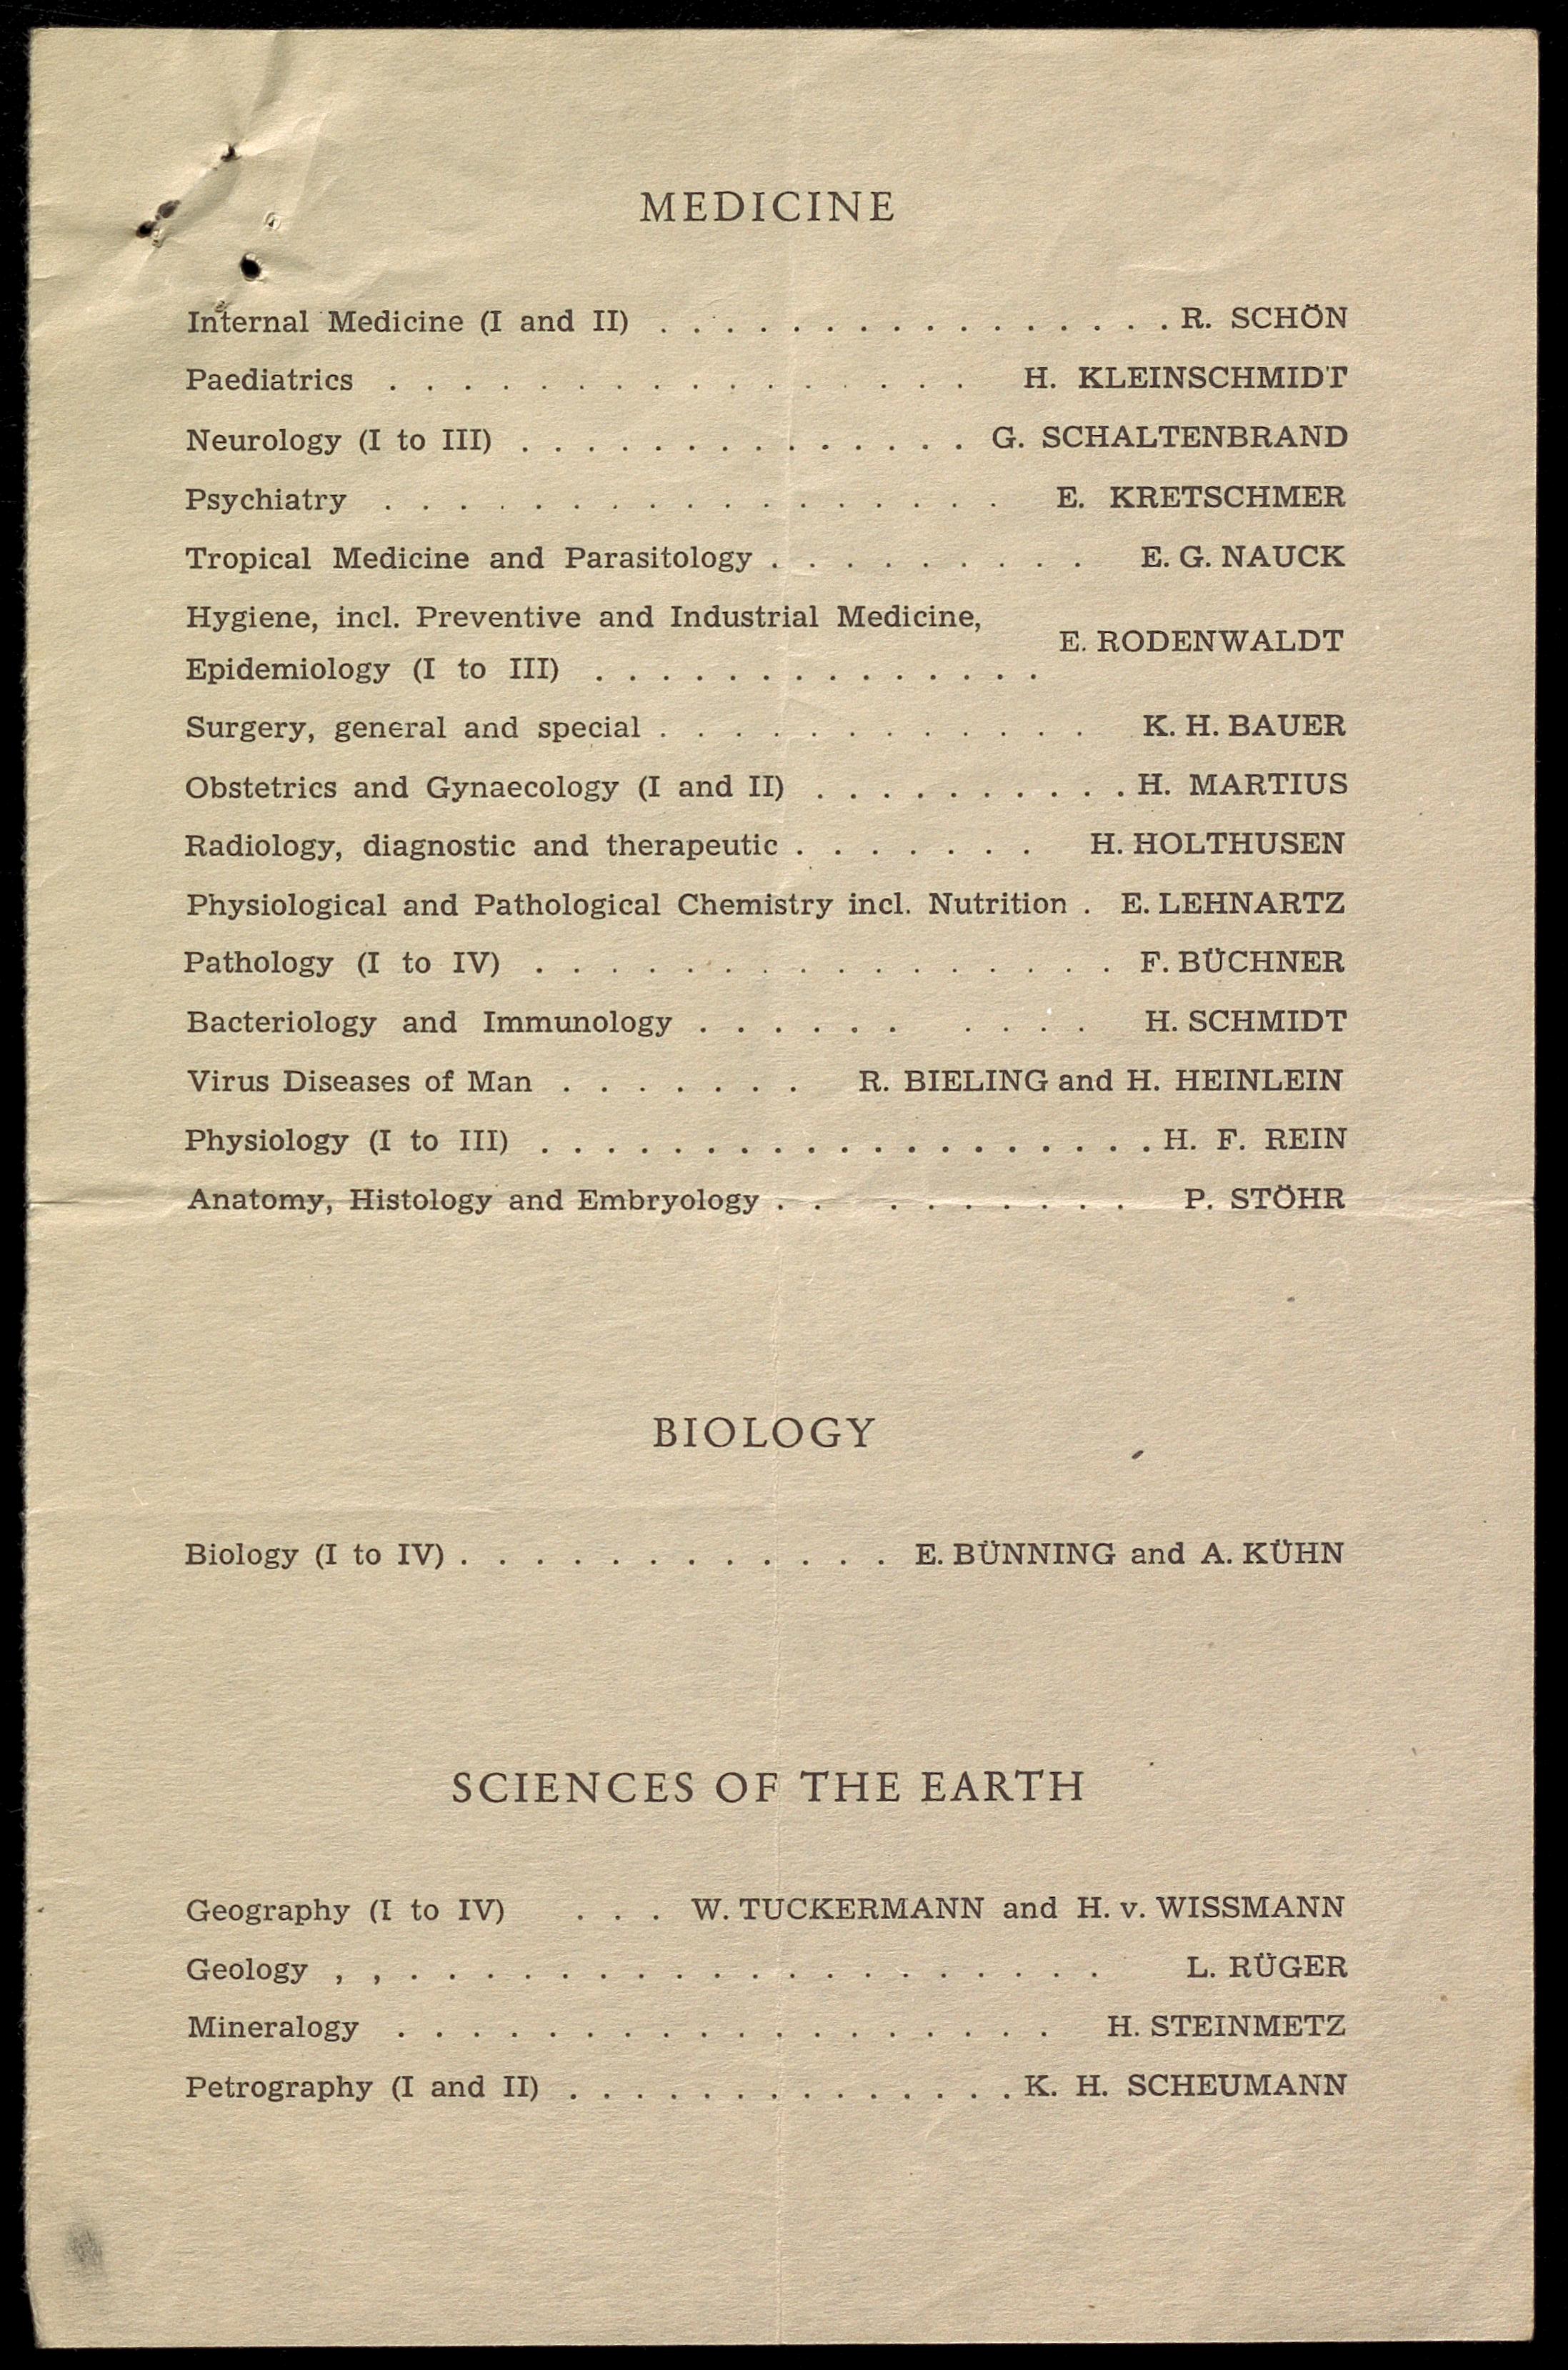 MEDICINE
Internal Medicine (I and II) . . . . . . . . . . . . . . . . R. SCHÖN
Paediatrics . . . . . . . . . . . . . . . . H. KLEINSCHMIDT
Neurology (I to III) . . . . . . . . . . . . . . G. SCHALTENBRAND
Psychiatry . . . . . . . . . . . . . . . . . E. KRETSCHMER
Tropical Medicine and Parasitology . . . . . . . . . E. G. NAUCK
Hygiene, incl. Preventive and Industrial Medicine,
Epidemiology (I to III) . . . . . . . . . . . . . . E. RODENWALDT
Surgery, general and special . . . . . . . . . . . . K. H. BAUER
Obstetrics and Gynaecology (I and II) . . . . . . . . . . H. MARTIUS
Radiology, diagnostic and therapeutic . . . . . . . H. HOLTHUSEN
Physiological and Pathological Chemistry incl. Nutrition . E. LEHNARTZ
Pathology (I to IV) . . . . . . . . . . . . . . . . F. BÜCHNER
Bacteriology and Immunology . . . . . . . . . . H. SCHMIDT
Virus Diseases of Man . . . . . . . R. BIELING and H. HEINLEIN
Physiology (I to III) . . . . . . . . . . . . . . . . . . . H. F. REIN
Anatomy, Histology and Embryology . . . . . . . . . P. STÖHR
BIOLOGY
Biology (I to IV) . . . . . . . . . . . . E. BÜNNING and A. KÜHN
SCIENCES OF THE EARTH
Geography (I to IV) . . . W. TUCKERMANN and H. v. WISSMANN
Geology , , . . . . . . . . . . . . . . . . . . . L. RÜGER
Mineralogy . . . . . . . . . . . . . . . . . . H. STEINMETZ
Petrography (I and II) . . . . . . . . . . . . . . K. H. SCHEUMANN